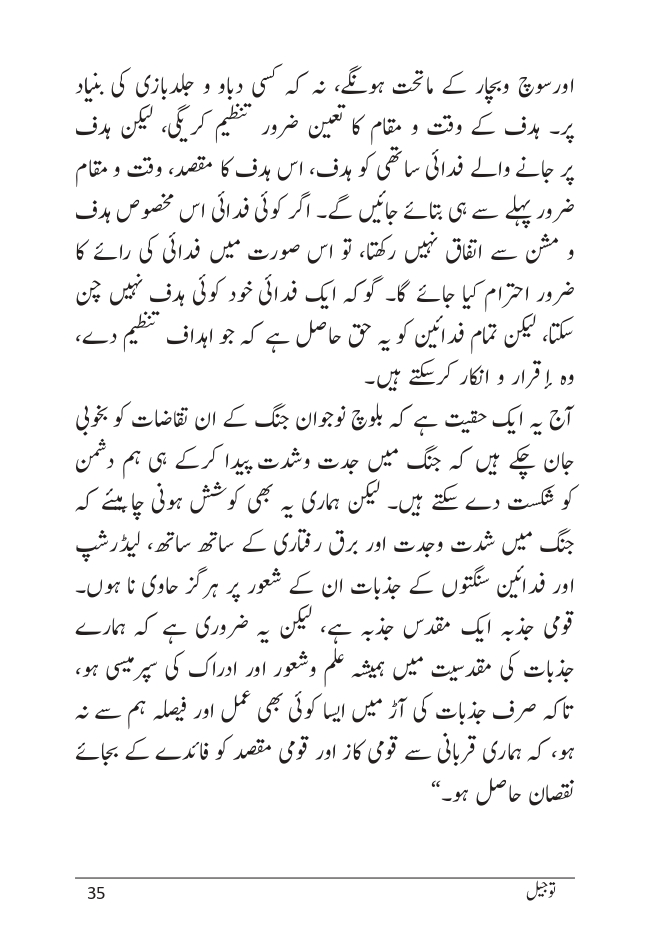 اورسوچ وبچار کے ماتحت ہونگے، نہ کہ کسی دباو و جلدبازی کی بنیاد
پر۔ ہدف کے وقت و مقام کا تعین ضرور تنظیم کریگی، لیکن ہدف
پر جانے والے فدائی ساتھی کو ہدف، اس ہدف کا مقصد، وقت و مقام
ضرور پہلے سے ہی بتائے جائیں گے۔ اگر کوئی فدائی اس مخصوص ہدف
و مشن سے اتفاق نہیں رکھتا، تو اس صورت میں فدائی کی رائے کا
ضرور احترام کیا جائے گا۔ گوکہ ایک فدائی خود کوئی ہدف نہیں چن
سکتا، لیکن تمام فدائین کو یہ حق حاصل ہے کہ جو اہداف تنظیم دے،
وہ إقرار و انکار کرسکتے ہیں۔
آج یہ ایک حقیت ہے کہ بلوچ نوجوان جنگ کے ان تقاضات کو بخوبی
جان چکے ہیں کہ جنگ میں جدت وشدت پیدا کرکے ہی ہم دشمن
کو شکست دے سکتے ہیں۔ لیکن ہماری یہ بھی کوشش ہونی چاہیئے کہ
جنگ میں شدت وجدت اور برق رفتاری کے ساتھ ساتھ، لیڈرشپ
اور فدائین سنگتوں کے جذبات ان کے شعور پر ہرگز حاوی نا ہوں۔
قومی جذبہ ایک مقدس جذبہ ہے، لیکن یہ ضروری ہے کہ ہمارے
جذبات کی مقدسیت میں ہمیشہ علم وشعور اور ادراک کی سپرمیسی ہو،
تاکہ صرف جذبات کی آڑ میں ایسا کوئی بھی عمل اور فیصلہ ہم سے نہ
ہو، کہ ہماری قربانی سے قومی کاز اور قومی مقصد کو فائدے کے بجائے
نقصان حاصل ہو۔“
توجیل
35